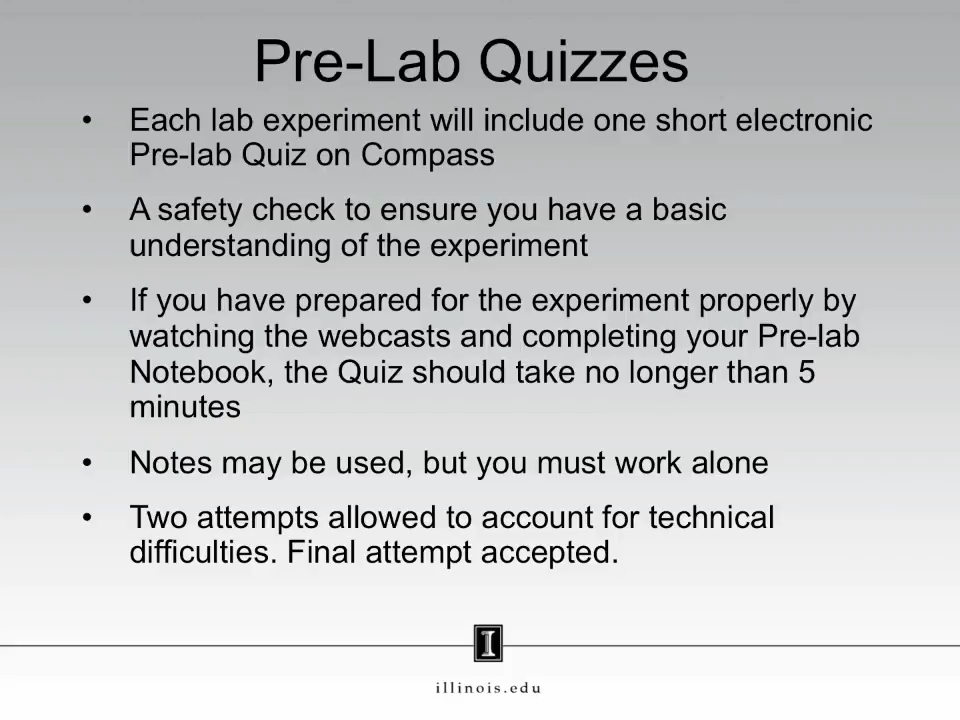 Pre-Lab Quizzes
• Each lab experiment will include one short electronic
Pre-lab Quiz on Compass
• A safety check to ensure you have a basic
understanding of the experiment
• If you have prepared for the experiment properly by
watching the webcasts and completing your Pre-lab
Notebook, the Quiz should take no longer than 5
minutes
• Notes may be used, but you must work alone
• Two attempts allowed to account for technical
difficulties. Final attempt accepted.
I
illinois.edu